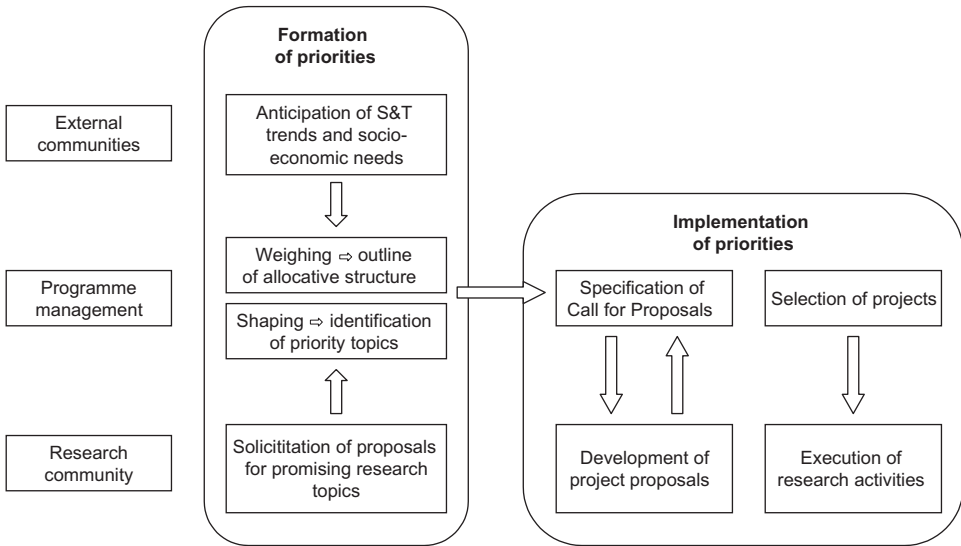 Formation
of priorities
External
communities
Anticipation of S&T
trends and socio-
economic needs
Implementation
of priorities
Programme
management
Weighing ⇨ outline
of allocative structure
Shaping ⇨ identification
of priority topics
Specification of
Call for Proposals
Selection of projects
Research
community
Solicititation of proposals
for promising research
topics
Development of
project proposals
Execution of
research activities